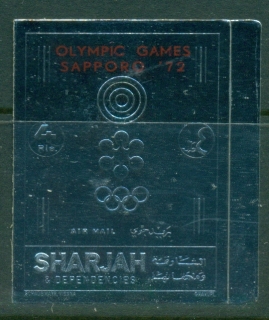 OLYMPIC GAMES
SAPPORO '72
4
Rls.
AIR MAIL بريد جوي
SHARJAH
& DEPENDENCIES
الشارقة
وملحقاتها